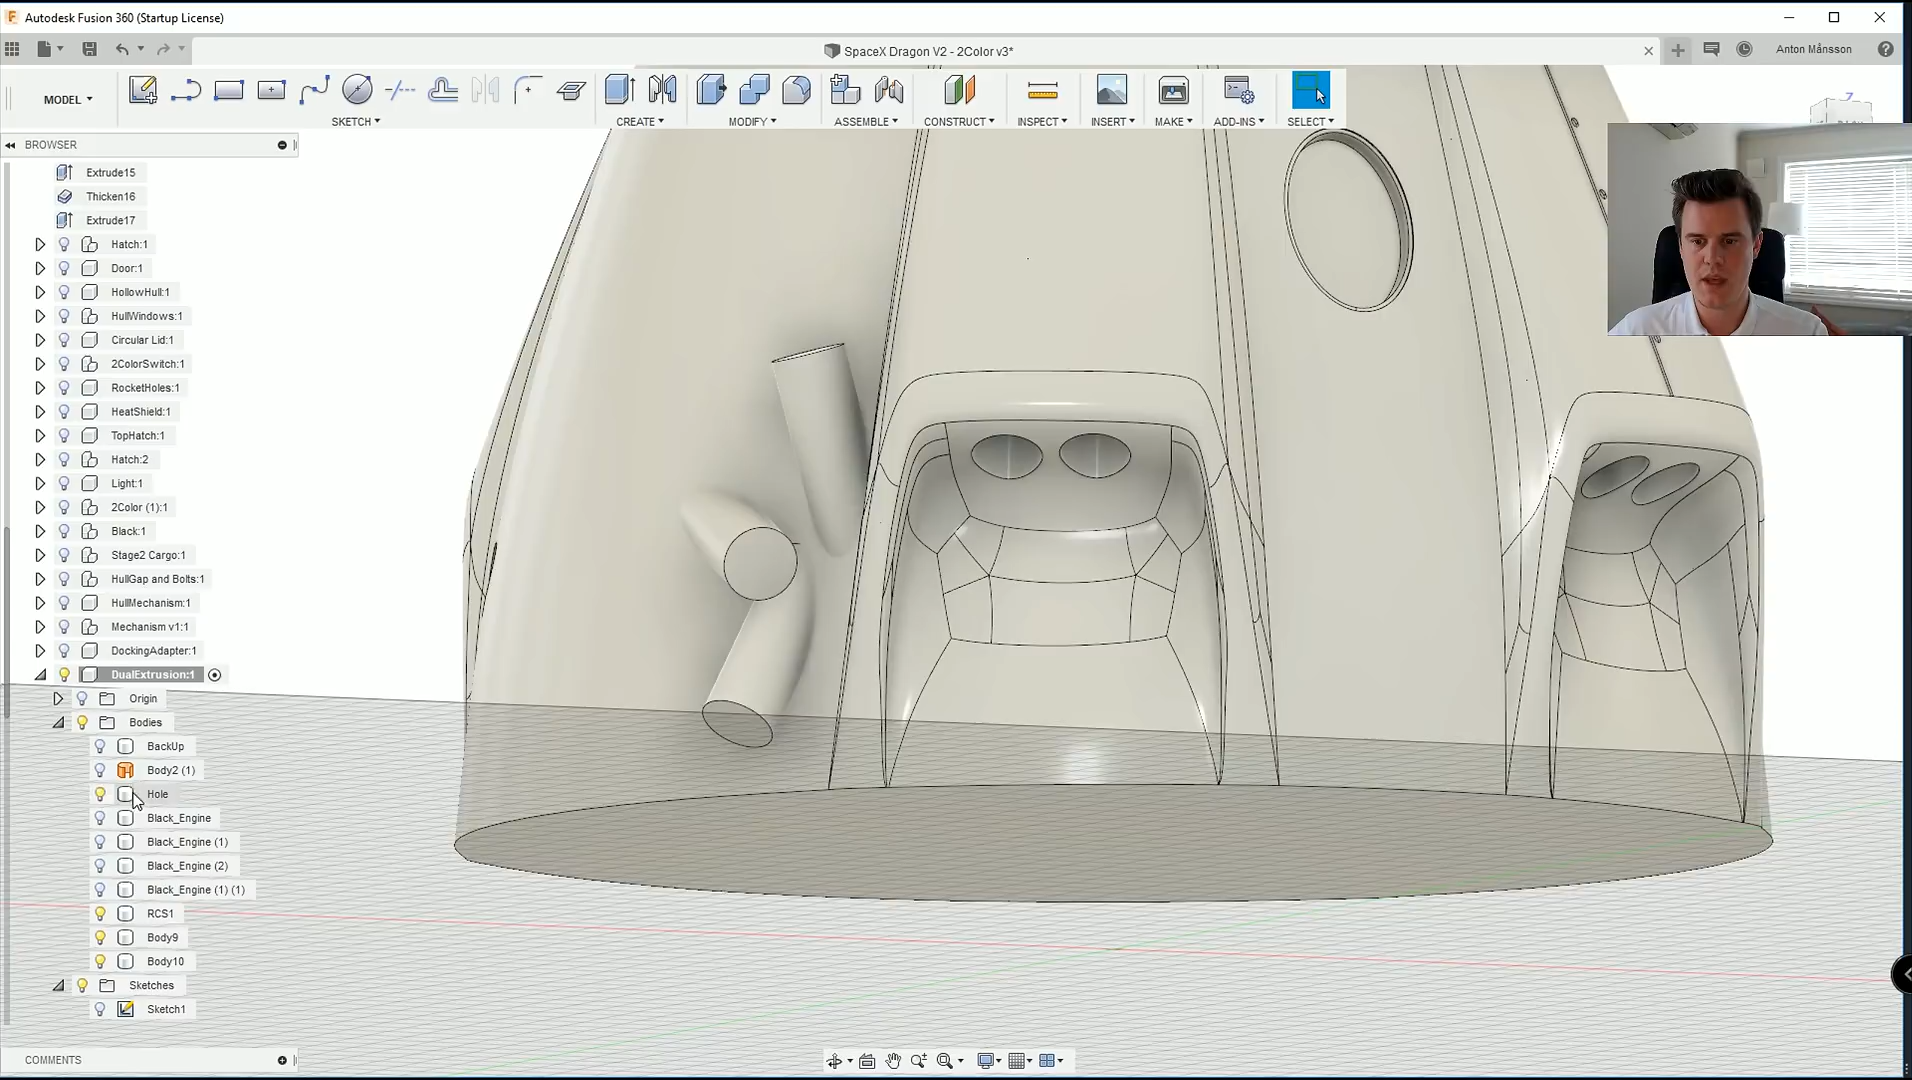 Autodesk Fusion 360 (Startup License)
SpaceX Dragon V2 - 2Color v3*
Anton Månsson
MODEL
SKETCH
CREATE
MODIFY
ASSEMBLE
CONSTRUCT
INSPECT
INSERT
MAKE
ADD-INS
SELECT
BROWSER
Extrude15
Thicken16
Extrude17
Hatch:1
Door:1
HollowHull:1
HullWindows:1
Circular Lid:1
2ColorSwitch:1
RocketHoles:1
HeatShield:1
TopHatch:1
Hatch:2
Light:1
2Color (1):1
Black:1
Stage2 Cargo:1
HullGap and Bolts:1
HullMechanism:1
Mechanism v1:1
DockingAdapter:1
DualExtrusion:1
Origin
Bodies
BackUp
Body2 (1)
Hole
Black_Engine
Black_Engine (1)
Black_Engine (2)
Black_Engine (1) (1)
RCS1
Body9
Body10
Sketches
Sketch1
COMMENTS